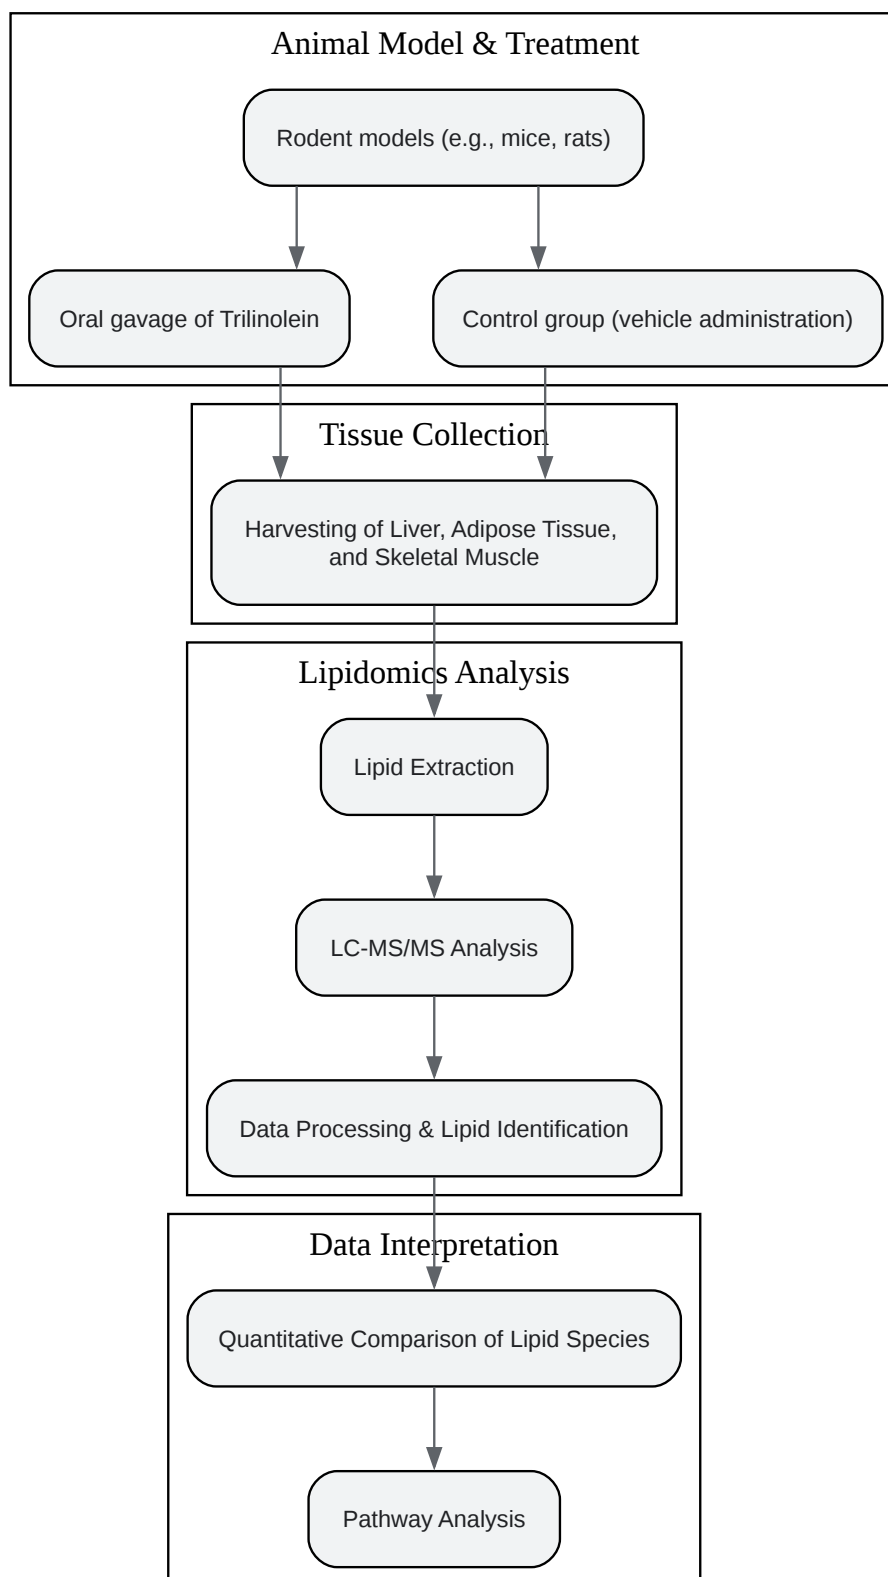 Animal Model & Treatment
Rodent models (e.g., mice, rats)
Oral gavage of Trilinolein
Control group (vehicle administration)
Tissue Collection
Harvesting of Liver, Adipose Tissue,
and Skeletal Muscle
Lipidomics Analysis
Lipid Extraction
LC-MS/MS Analysis
Data Processing & Lipid Identification
Data Interpretation
Quantitative Comparison of Lipid Species
Pathway Analysis